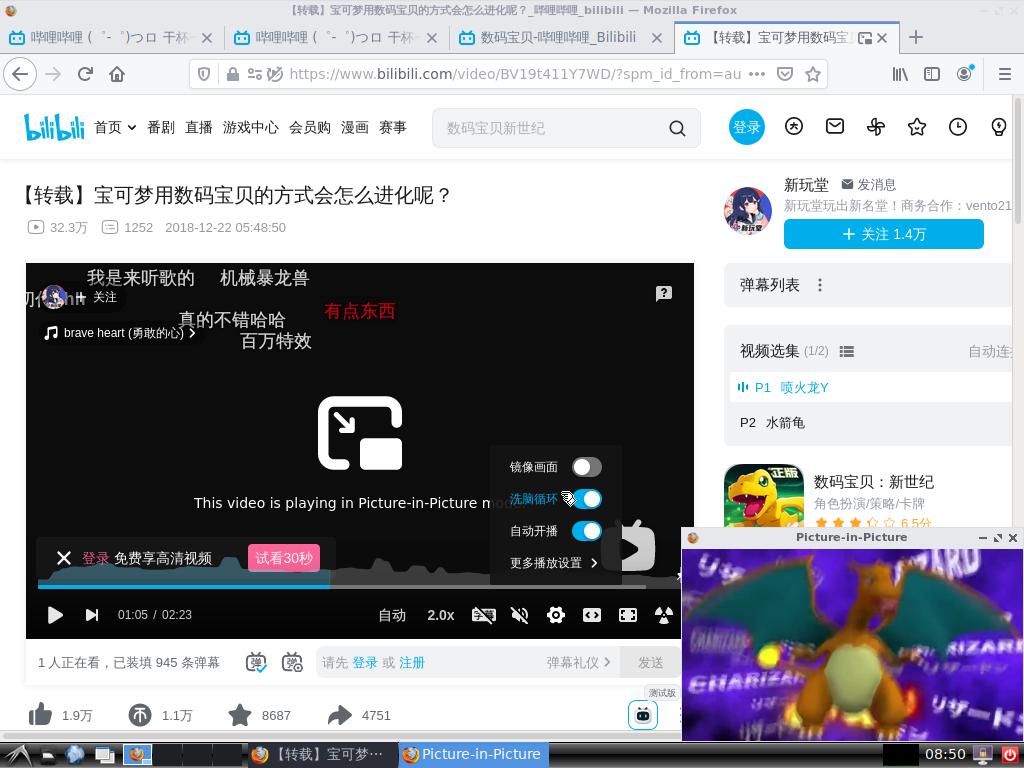 【转载】宝可梦用数码宝贝的方式会怎么进化呢？_哔哩哔哩_bilibili — Mozilla Firefox
哔哩哔哩 (゜-゜)つロ 干杯~
哔哩哔哩 (゜-゜)つロ 干杯~
数码宝贝-哔哩哔哩_Bilibili
【转载】宝可梦用数码宝
https://www.bilibili.com/video/BV19t411Y7WD/?spm_id_from=au
bilibili
首页
番剧
直播
游戏中心
会员购
漫画
赛事
数码宝贝新世纪
登录
【转载】宝可梦用数码宝贝的方式会怎么进化呢？
32.3万
1252
2018-12-22 05:48:50
新玩堂
发消息
新玩堂玩出新名堂！商务合作：vento21
+ 关注 1.4万
我是来听歌的
机械暴龙兽
+ 关注
真的不错哈哈
有点东西
brave heart (勇敢的心)
百万特效
This video is playing in Picture-in-Picture mo
镜像画面
洗脑循环
自动开播
更多播放设置
登录 免费享高清视频
试看30秒
01:05 / 02:23
自动
2.0x
弹幕列表
视频选集 (1/2)
自动连
P1 喷火龙Y
P2 水箭龟
数码宝贝：新世纪
角色扮演/策略/卡牌
6.5分
1 人正在看，已装填 945 条弹幕
请先 登录 或 注册
弹幕礼仪
发送
1.9万
1.1万
8687
4751
测试版
Picture-in-Picture
CHARIZARD
【转载】宝可梦···
Picture-in-Picture
08:50